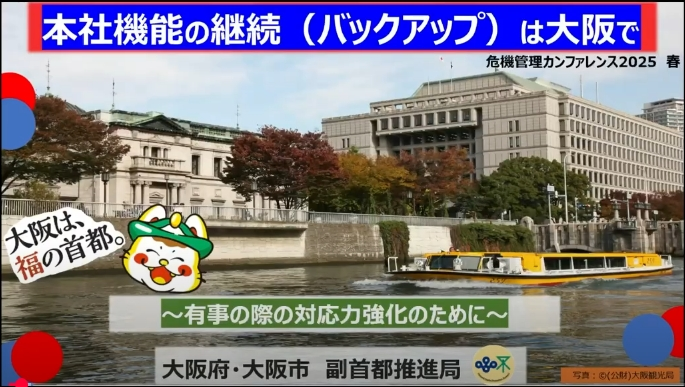 本社機能の継続（バックアップ）は大阪で
危機管理カンファレンス2025 春
大阪は、
福の首都。
～有事の際の対応力強化のために～
大阪府・大阪市 副首都推進局
写真：©(公財)大阪観光局